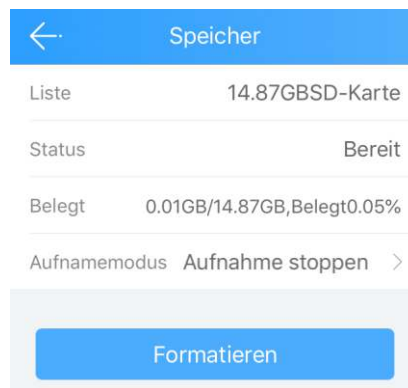 Speicher
Liste 14.87GBSD-Karte
Status Bereit
Belegt 0.01GB/14.87GB,Belegt0.05%
Aufnamemodus Aufnahme stoppen
Formatieren